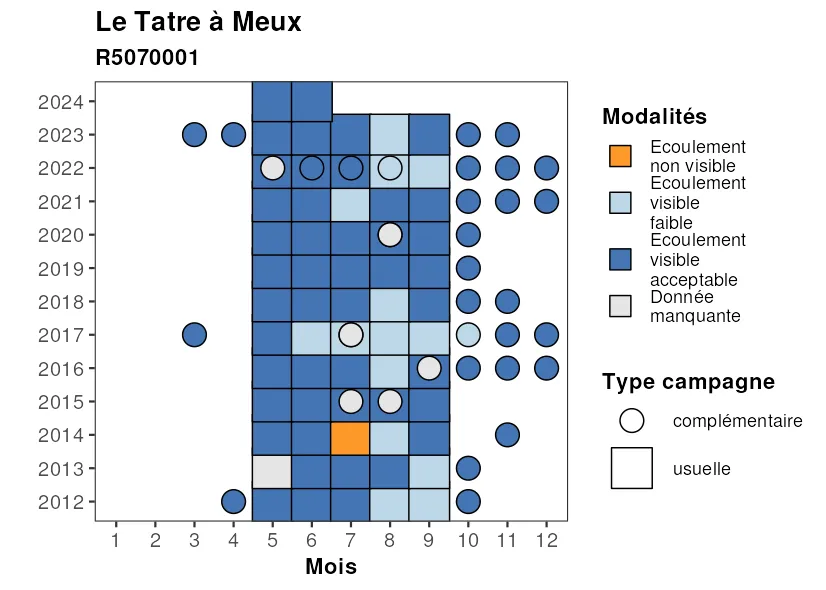 Le Tatre à Meux
R5070001
2024
2023
2022
2021
2020
2019
2018
2017
2016
2015
2014
2013
2012
1 2 3 4 5 6 7 8 9 10 11 12
Mois
Modalités
Ecoulement
non visible
Ecoulement
visible
faible
Ecoulement
visible
acceptable
Donnée
manquante
Type campagne
complémentaire
usuelle